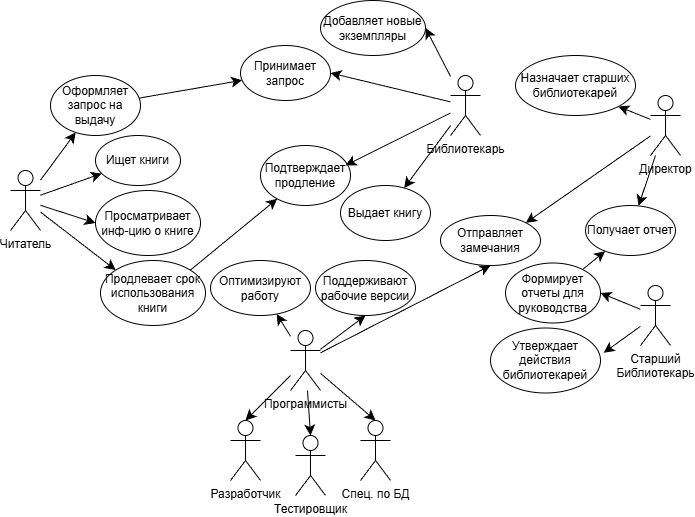 Добавляет новые
экземпляры
Принимает
запрос
Назначает старших
библиотекарей
Оформляет
запрос на
выдачу
Библиотекарь
Ищет книги
Подтверждает
продление
Директор
Просматривает
инф-цию о книге
Выдает книгу
Читатель
Отправляет
замечания
Получает отчет
Продлевает срок
использования
книги
Оптимизируют
работу
Поддерживают
рабочие версии
Формирует
отчеты для
руководства
Утверждает
действия
библиотекарей
Старший
Библиотекарь
Программисты
Разработчик
Тестировщик
Спец. по БД